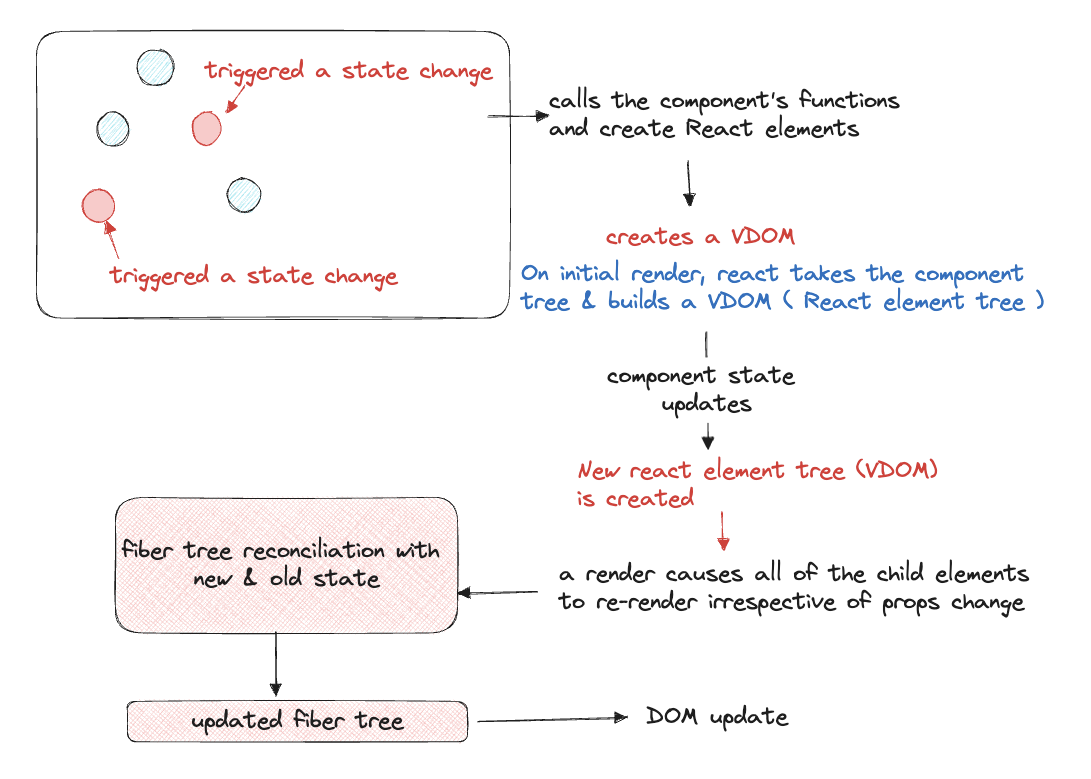 triggered a state change
triggered a state change
calls the component's functions
and create React elements
creates a VDOM
On initial render, react takes the component
tree & builds a VDOM ( React element tree )
component state
updates
New react element tree (VDOM)
is created
a render causes all of the child elements
to re-render irrespective of props change
fiber tree reconciliation with
new & old state
updated fiber tree
DOM update